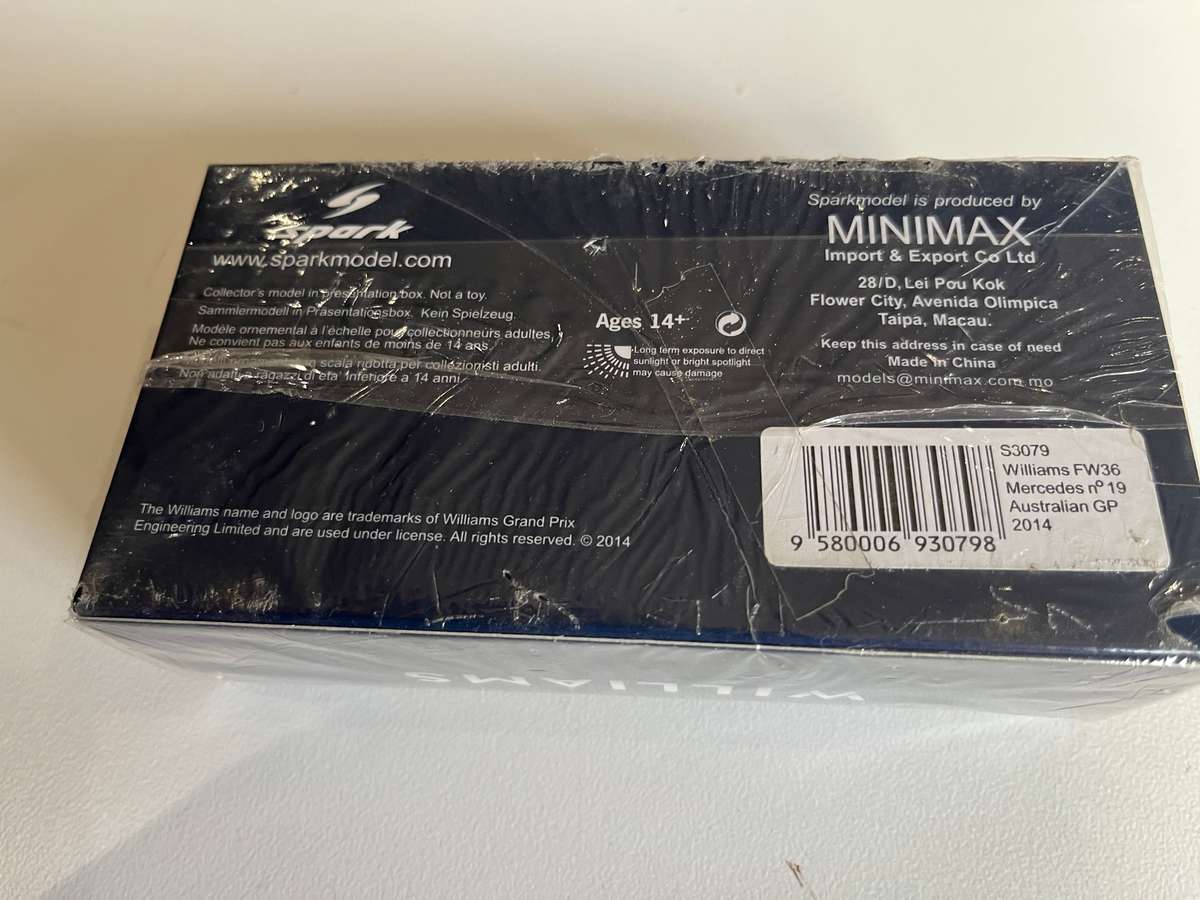 Spark
www.sparkmodel.com
Collector's model in presentation box. Not a toy.
Sammlermodell in Präsentationsbox. Kein Spielzeug.
Modèle ornemental à l'échelle pour collectionneurs adultes,
Ne convient pas aux enfants de moins de 14 ans.
scala ridotta per collezionisti adulti.
Non adatto a ragazzi di eta' inferiore a 14 anni.
Ages 14+
Long term exposure to direct
sunlight or bright spotlight
may cause damage
Sparkmodel is produced by
MINIMAX
Import & Export Co Ltd
28/D, Lei Pou Kok
Flower City, Avenida Olimpica
Taipa, Macau.
Keep this address in case of need
Made in China
models@minimax.com.mo
The Williams name and logo are trademarks of Williams Grand Prix
Engineering Limited and are used under license. All rights reserved. © 2014
S3079
Williams FW36
Mercedes nº 19
Australian GP
2014
9 580006 930798
WILLIAMS